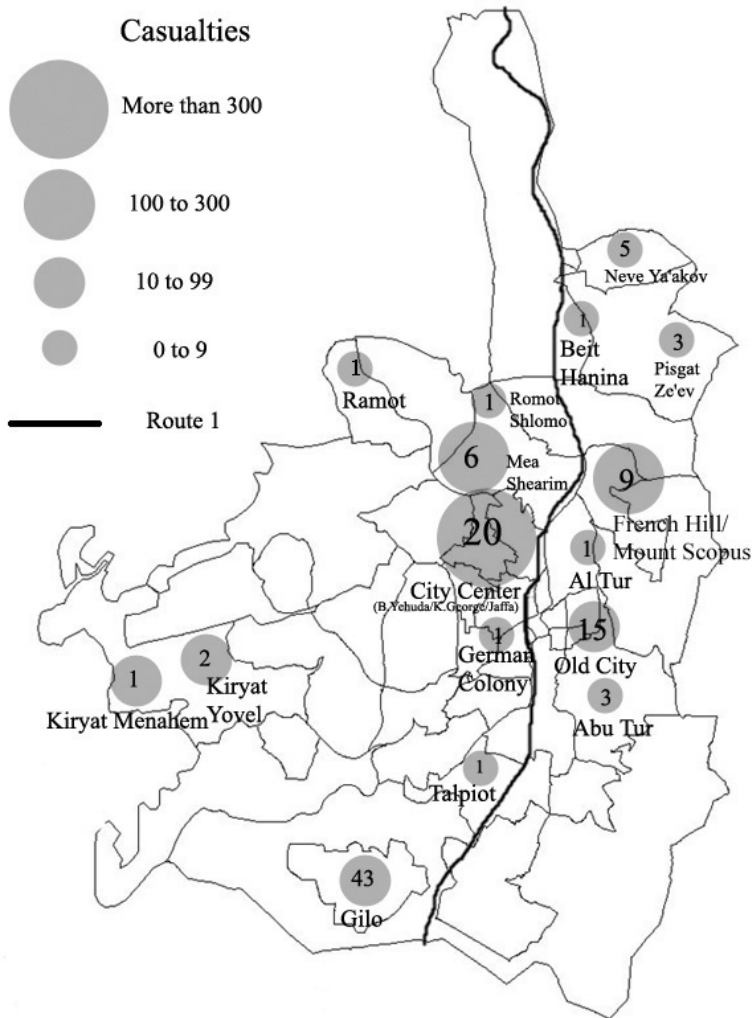 Casualties
More than 300
100 to 300
10 to 99
0 to 9
Route 1
5
Neve Ya'akov
1
Beit
Hanina
3
Pisgat
Ze'ev
1
Ramot
1
Romot
Shlomo
6
Mea
Shearim
9
French Hill/
Mount Scopus
20
City Center
(B.Yehuda/K.George/Jaffa)
1
Al Tur
1
German
Colony
15
Old City
2
Kiryat
Yovel
1
Kiryat Menahem
3
Abu Tur
1
Talpiot
43
Gilo